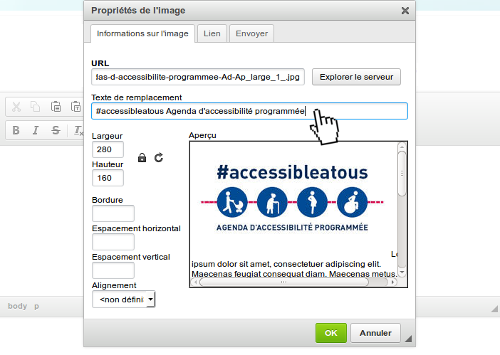 Propriétés de l'image
Informations sur l'image
Lien
Envoyer
URL
las-d-accessibilite-programmee-Ad-Ap_large_1_.jpg
Explorer le serveur
Texte de remplacement
#accessibleatous Agenda d'accessibilité programmée
Largeur
280
Hauteur
160
Bordure
Espacement horizontal
Espacement vertical
Alignement
<non défini
Aperçu
#accessibleatous
AGENDA D'ACCESSIBILITÉ PROGRAMMÉE
ipsum dolor sit amet, consectetuer adipiscing elit.
Maecenas feugiat consequat diam. Maecenas metus.
B I S
body p
OK
Annuler